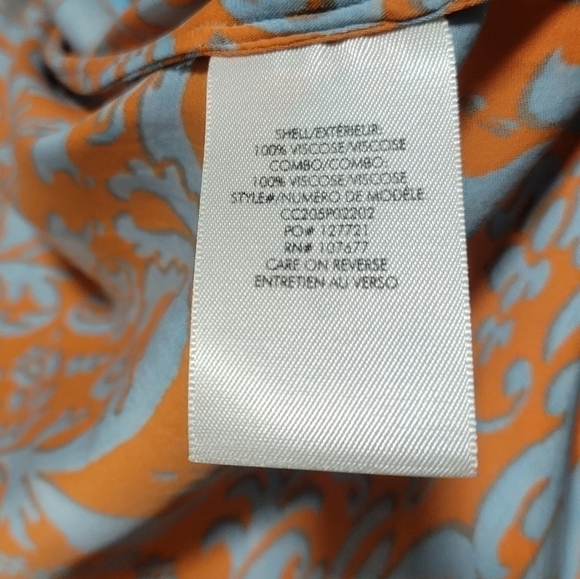 SHELL/EXTÉRIEUR:
100% VISCOSE/VISCOSE
COMBO/COMBO:
100% VISCOSE/VISCOSE
STYLE#/NUMÉRO DE MODÈLE:
CC205P02202
PO# 127721
RN# 107677
CARE ON REVERSE
ENTRETIEN AU VERSO